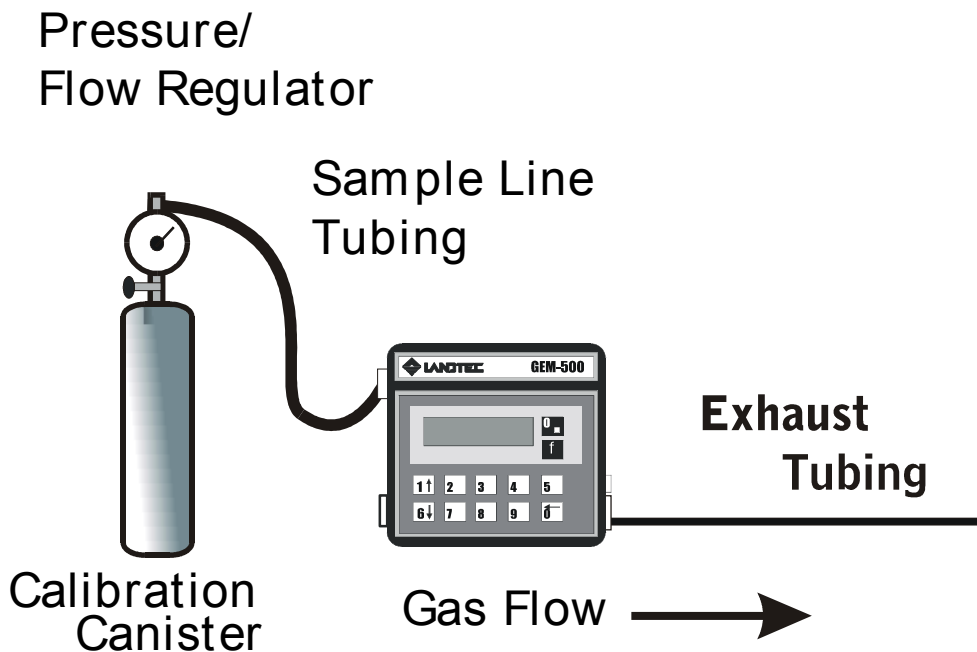 Pressure/
Flow Regulator
Sample Line
Tubing
LANDTEC GEM-500
0
f
1↑ 2 3 4 5
6↓ 7 8 9 0
Exhaust
Tubing
Calibration
Canister
Gas Flow